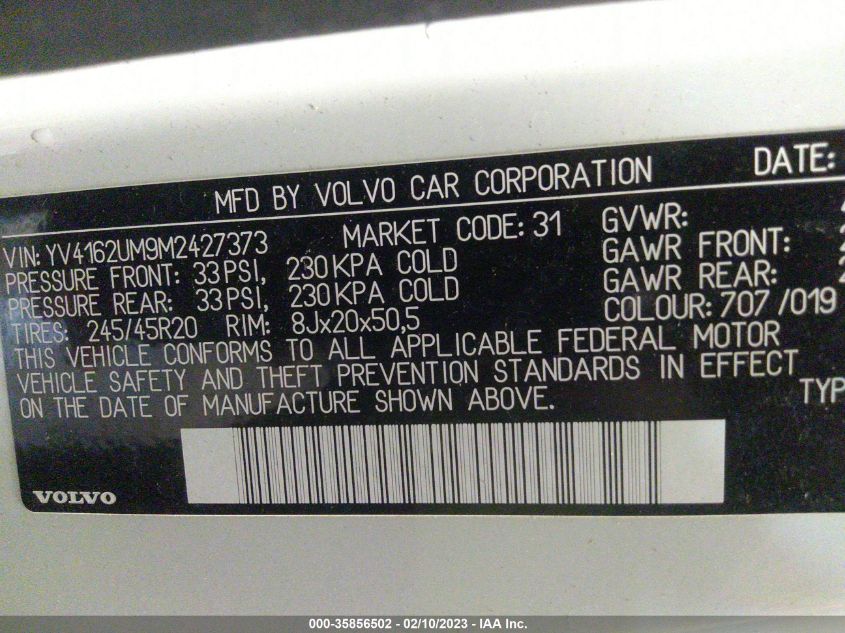 MFD BY VOLVO CAR CORPORATION DATE:
VIN: YV4162UM9M2427373 MARKET CODE: 31 GVWR:
PRESSURE FRONT: 33 PSI, 230 KPA COLD GAWR FRONT:
PRESSURE REAR: 33 PSI, 230 KPA COLD GAWR REAR:
TIRES: 245/45R20 RIM: 8Jx20x50,5 COLOUR: 707 /019
THIS VEHICLE CONFORMS TO ALL APPLICABLE FEDERAL MOTOR
VEHICLE SAFETY AND THEFT PREVENTION STANDARDS IN EFFECT
ON THE DATE OF MANUFACTURE SHOWN ABOVE. TYP
VOLVO
000-35856502 - 02/10/2023 - IAA Inc.